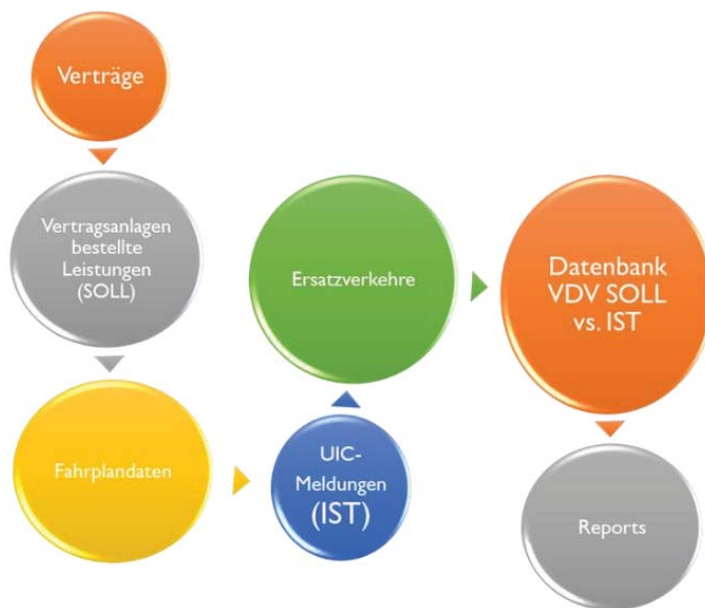 Verträge
Vertragsanlagen
bestellte
Leistungen
(SOLL)
Fahrplandaten
UIC-
Meldungen
(IST)
Ersatzverkehre
Datenbank
VDV SOLL
vs. IST
Reports